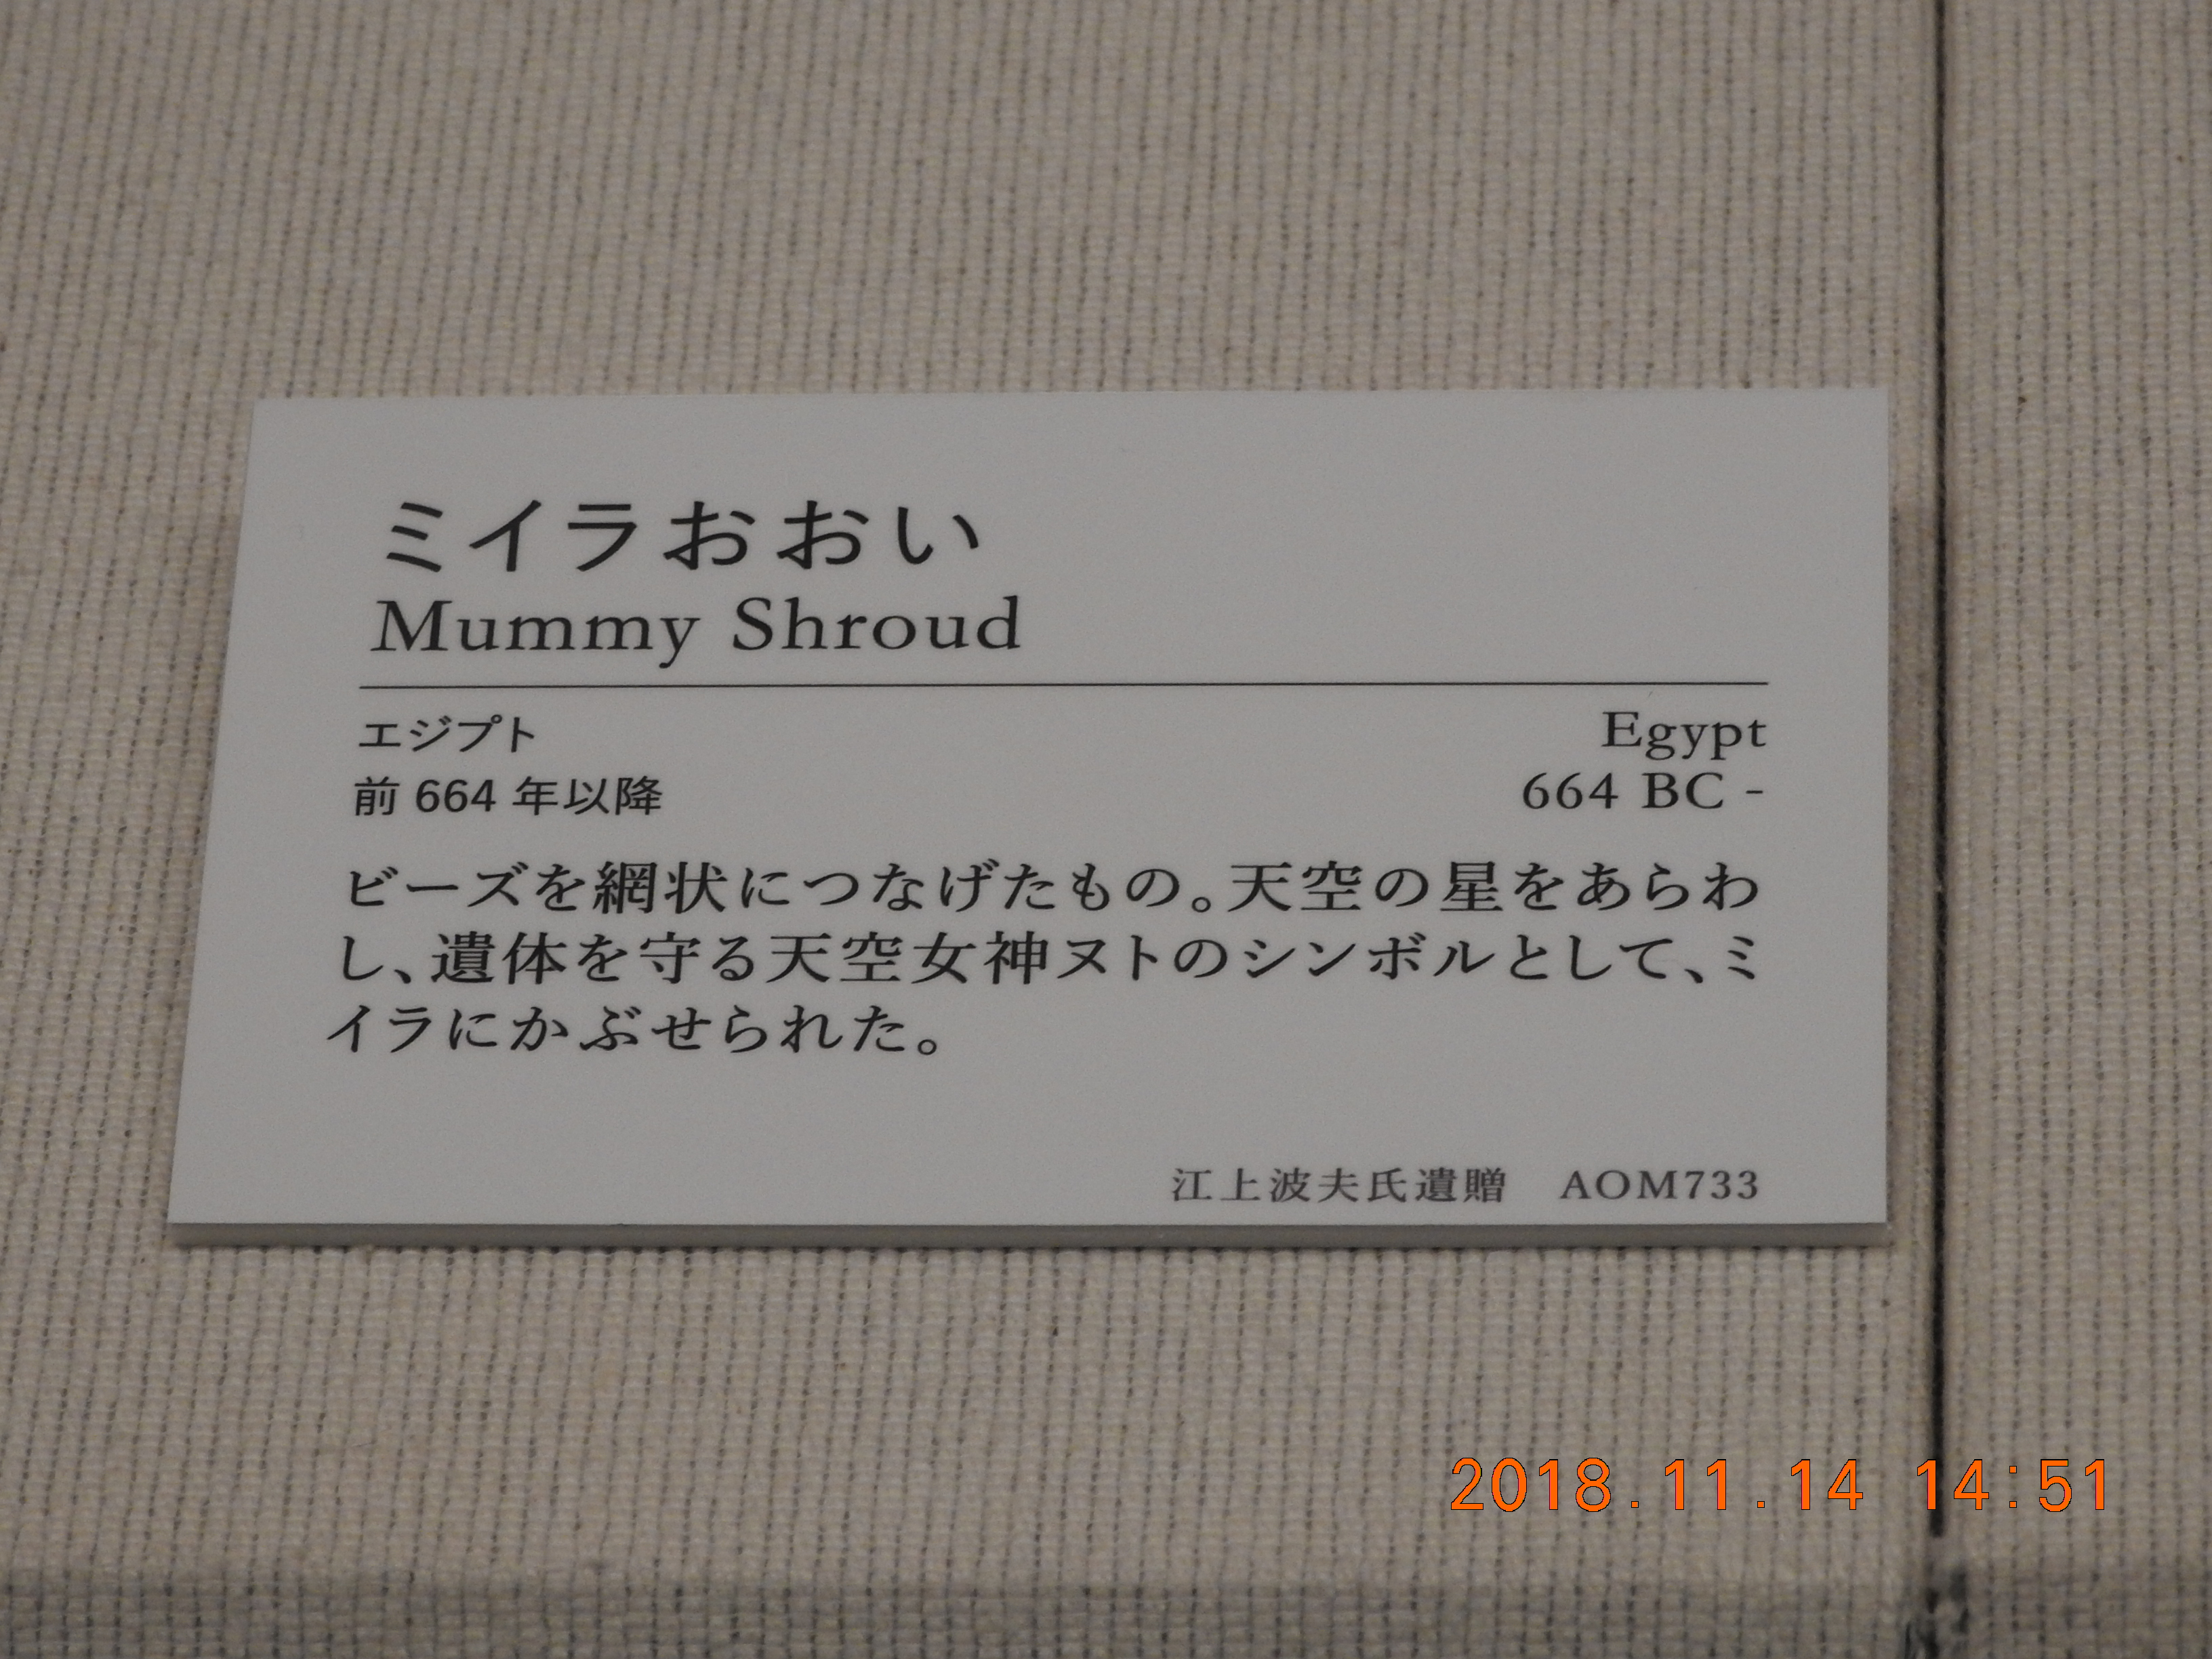 ミイラおおい
Mummy Shroud
エジプト
Egypt
前 664 年以降
664 BC -
ビーズを網状につなげたもの。天空の星をあらわ
し、遺体を守る天空女神ヌトのシンボルとして、ミ
イラにかぶせられた。
江上波夫氏遺贈　AOM733
2018.11.14 14:51